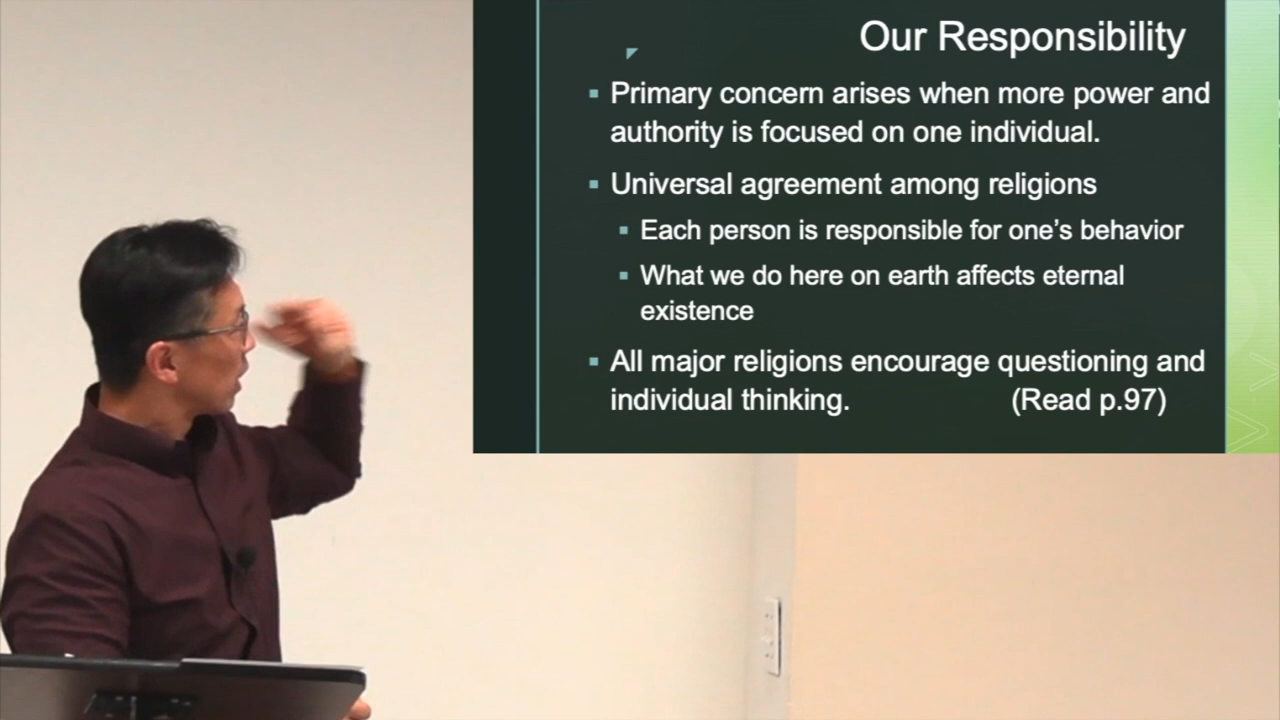 Our Responsibility
Primary concern arises when more power and
authority is focused on one individual.
Universal agreement among religions
Each person is responsible for one’s behavior
What we do here on earth affects eternal
existence
All major religions encourage questioning and
individual thinking. (Read p.97)